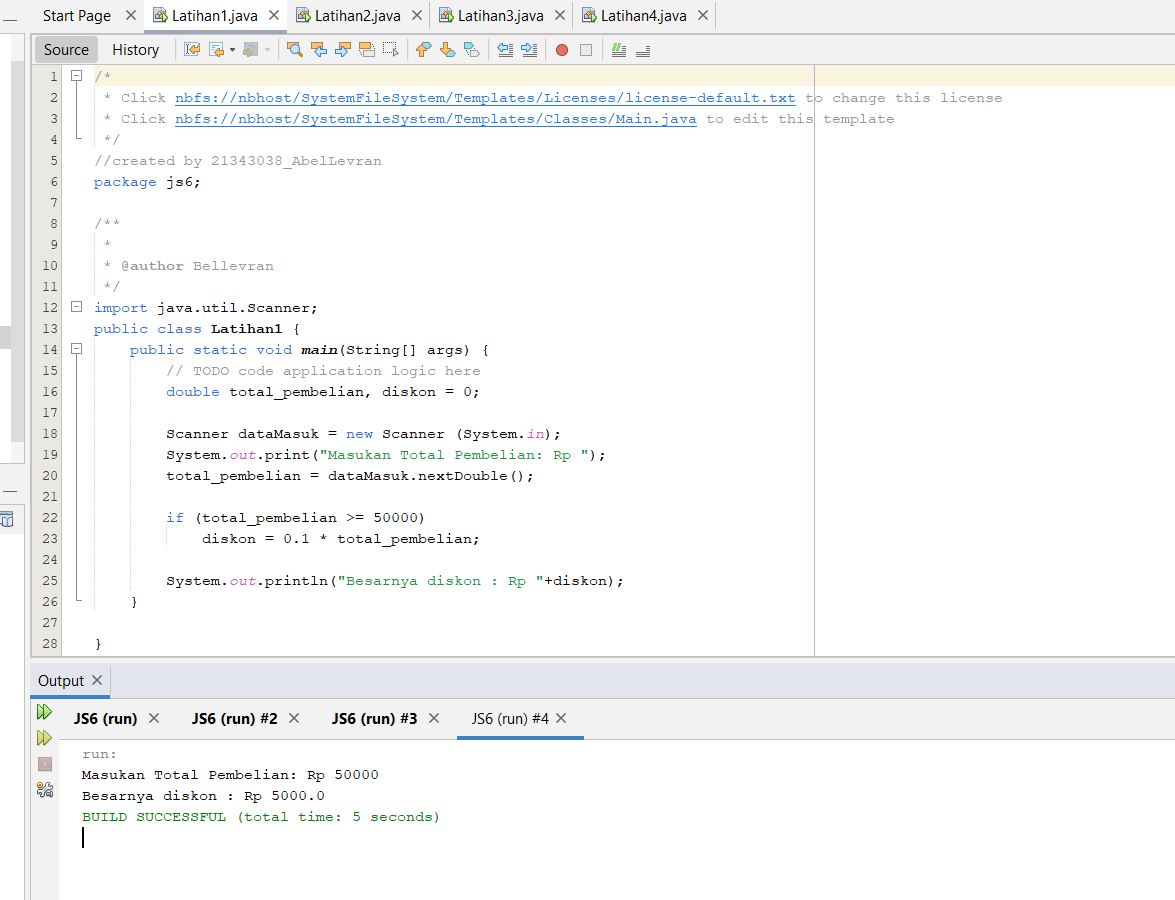 Start Page Latihan1.java Latihan2.java Latihan3.java Latihan4.java
Source History
1 /*
2 * Click nbfs://nbhost/SystemFileSystem/Templates/Licenses/license-default.txt to change this license
3 * Click nbfs://nbhost/SystemFileSystem/Templates/Classes/Main.java to edit this template
4 */
5 //created by 21343038_AbelLevran
6 package js6;
7
8 /**
9 *
10 * @author Bellevran
11 */
12 import java.util.Scanner;
13 public class Latihan1 {
14 public static void main(String[] args) {
15 // TODO code application logic here
16 double total_pembelian, diskon = 0;
17
18 Scanner dataMasuk = new Scanner (System.in);
19 System.out.print("Masukan Total Pembelian: Rp ");
20 total_pembelian = dataMasuk.nextDouble();
21
22 if (total_pembelian >= 50000)
23 diskon = 0.1 * total_pembelian;
24
25 System.out.println("Besarnya diskon : Rp "+diskon);
26 }
27
28 }
Output
JS6 (run) JS6 (run) #2 JS6 (run) #3 JS6 (run) #4
run:
Masukan Total Pembelian: Rp 50000
Besarnya diskon : Rp 5000.0
BUILD SUCCESSFUL (total time: 5 seconds)